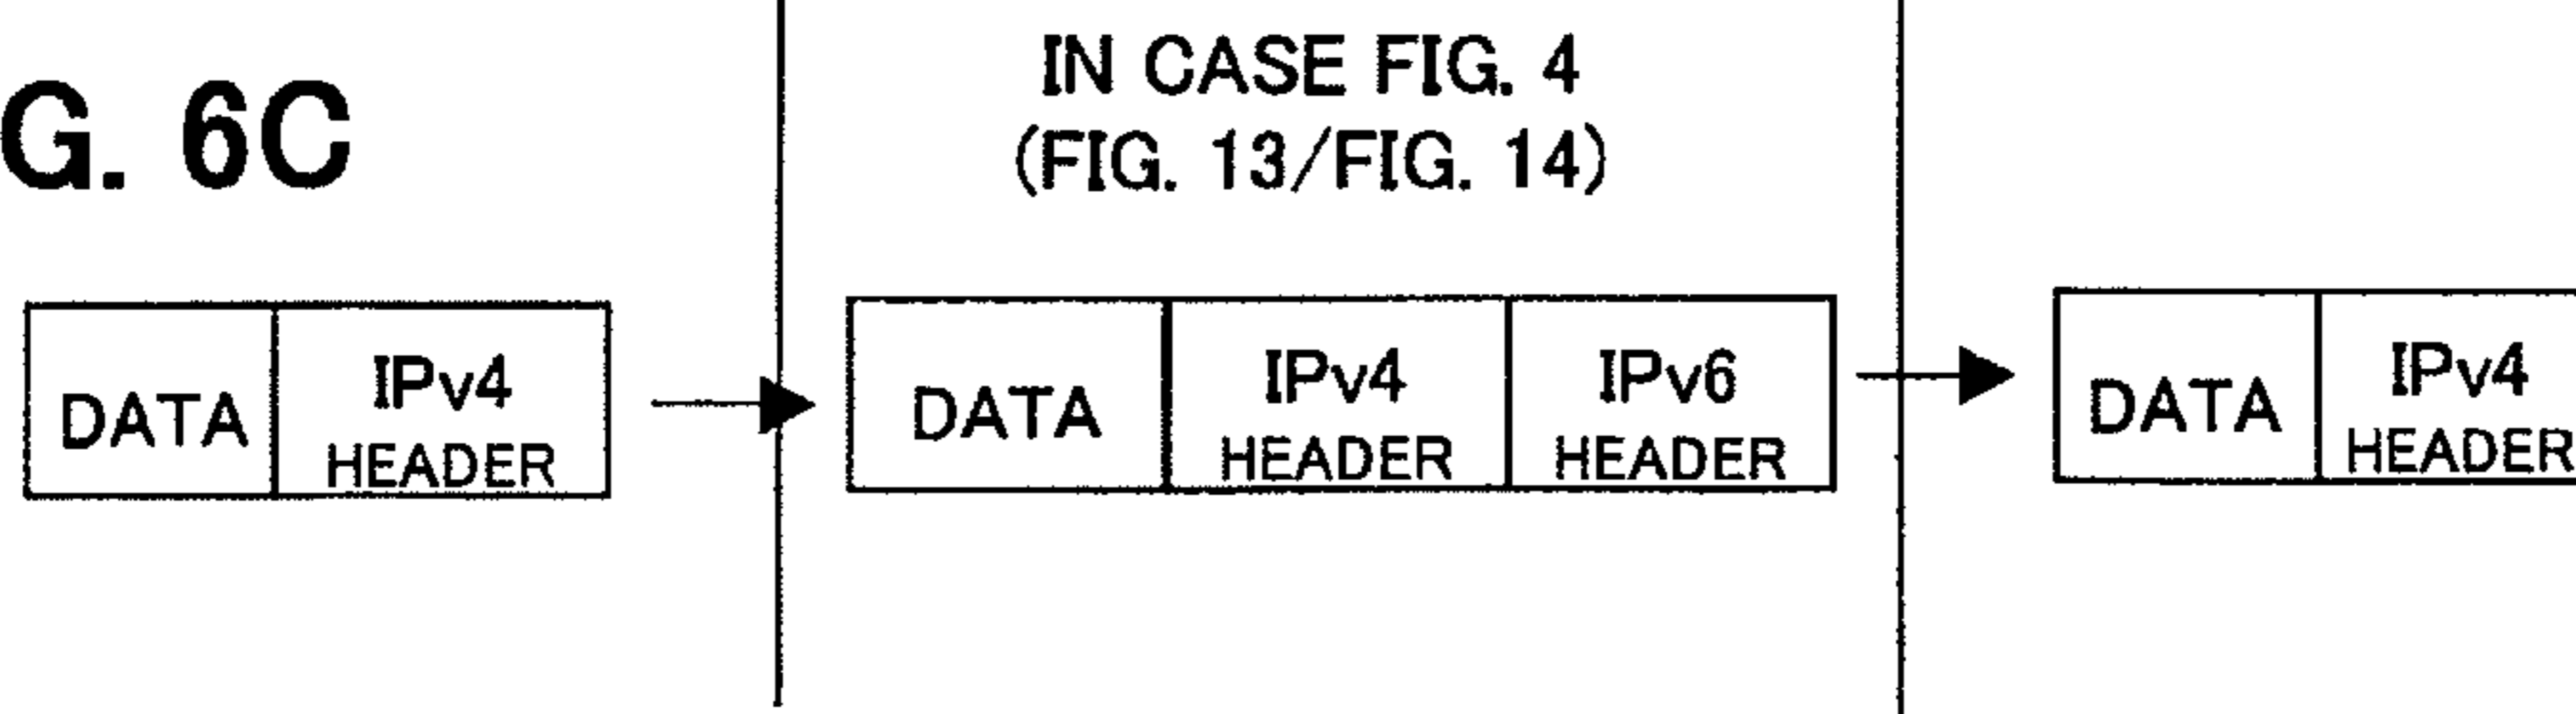 G. 6C
IN CASE FIG. 4
(FIG. 13/FIG. 14)
DATA
IPv4
HEADER
DATA
IPv4
HEADER
IPv6
HEADER
DATA
IPv4
HEADER